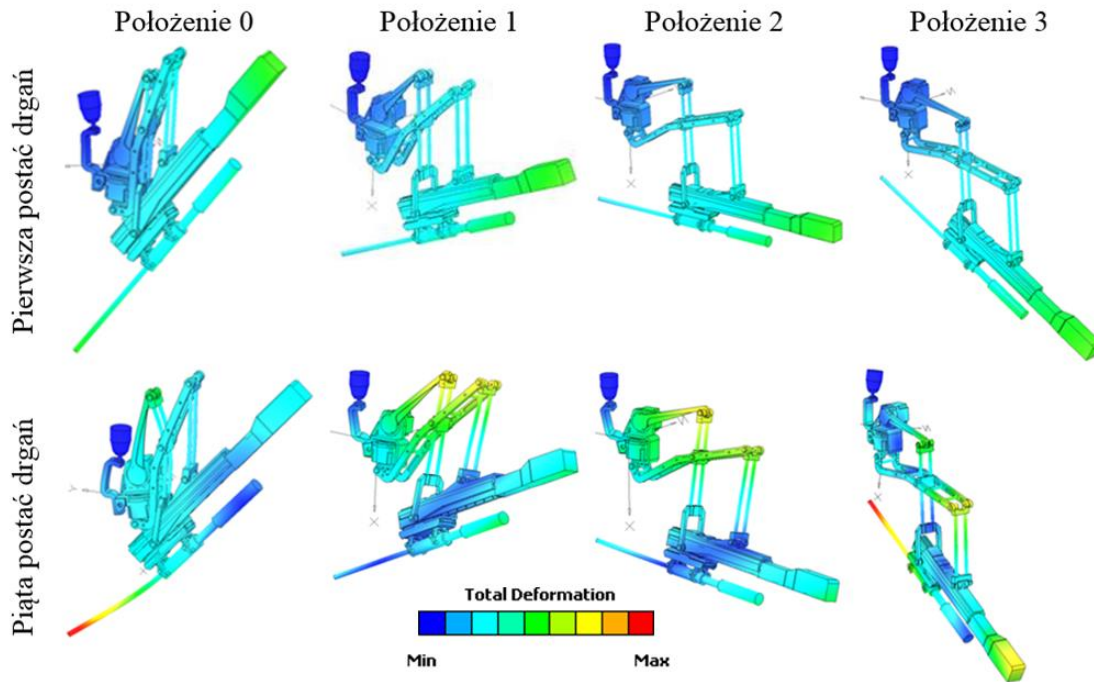 Położenie 0
Położenie 1
Położenie 2
Położenie 3
Pierwsza postać drgań
Piąta postać drgań
Total Deformation
Min
Max